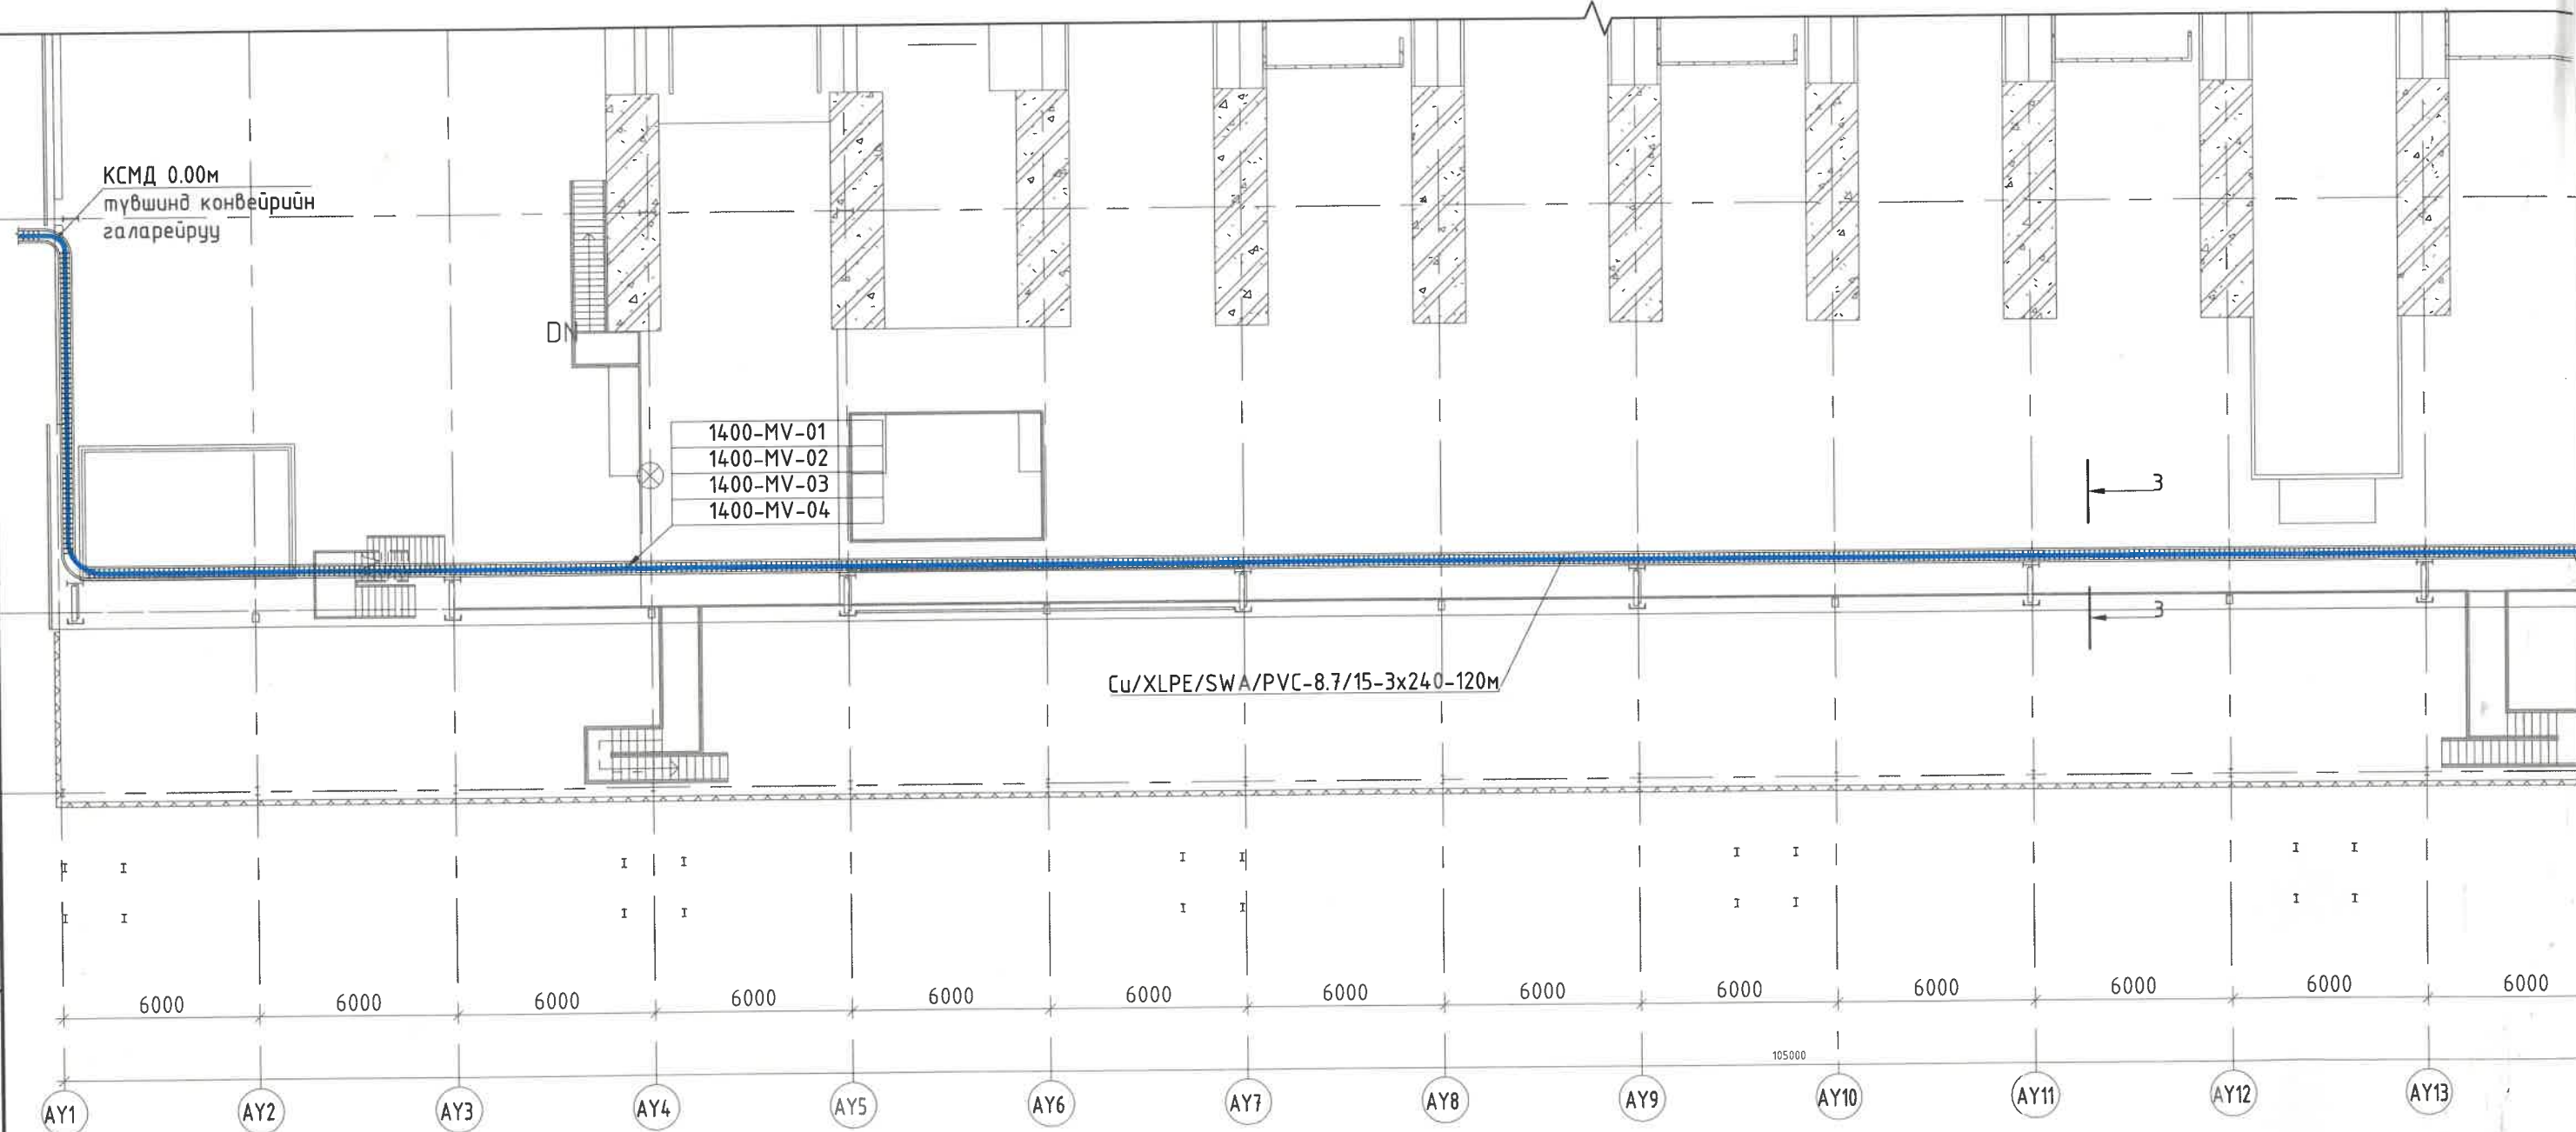 КСМД 0.00м
түвшинд конвейрийн
галарейруу
DN
1400-MV-01
1400-MV-02
1400-MV-03
1400-MV-04
3
3
Cu/XLPE/SWA/PVC-8.7/15-3x240-120м
6000 6000 6000 6000 6000 6000 6000 6000 6000 6000 6000 6000 6000
105000
AY1 AY2 AY3 AY4 AY5 AY6 AY7 AY8 AY9 AY10 AY11 AY12 AY13